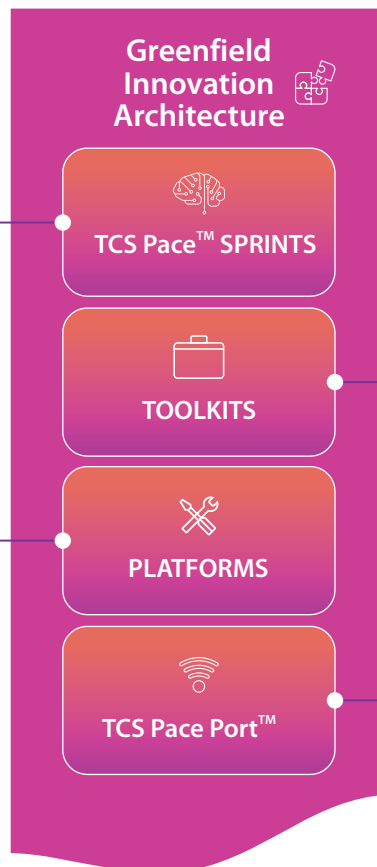 Greenfield
Innovation
Architecture
TCS Pace™ SPRINTS
TOOLKITS
PLATFORMS
TCS Pace Port™